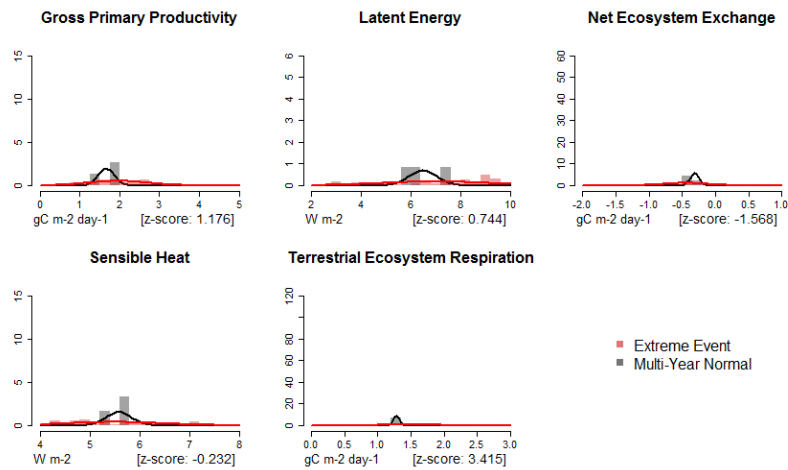 Gross Primary Productivity
15
10
5
0
0 1 2 3 4 5
gC m-2 day-1 [z-score: 1.176]
Latent Energy
6
5
4
3
2
1
0
2 4 6 8 10
W m-2 [z-score: 0.744]
Net Ecosystem Exchange
60
50
40
30
20
10
0
-2.0 -1.5 -1.0 -0.5 0.0 0.5 1.0
gC m-2 day-1 [z-score: -1.568]
Sensible Heat
15
10
5
0
4 5 6 7 8
W m-2 [z-score: -0.232]
Terrestrial Ecosystem Respiration
120
80
60
40
20
0
0.0 0.5 1.0 1.5 2.0 2.5 3.0
gC m-2 day-1 [z-score: 3.415]
Extreme Event
Multi-Year Normal